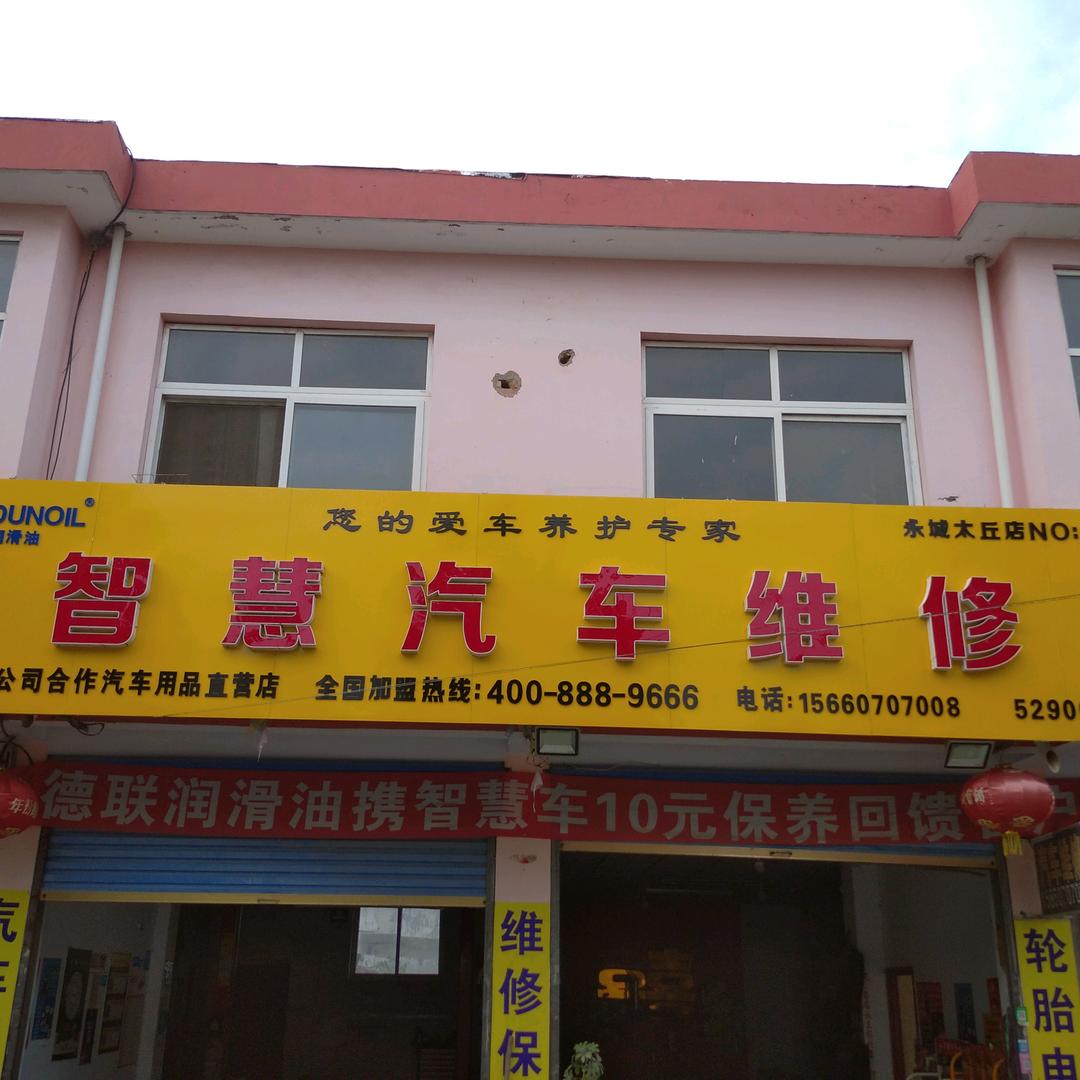 OUNOIL®
润滑油
您的爱车养护专家
永城太丘店NO:
智慧汽车维修
公司合作汽车用品直营店
全国加盟热线:400-888-9666
电话:15660707008
5290
德联润滑油携智慧车10元保养回馈
汽车
维修保
轮胎电